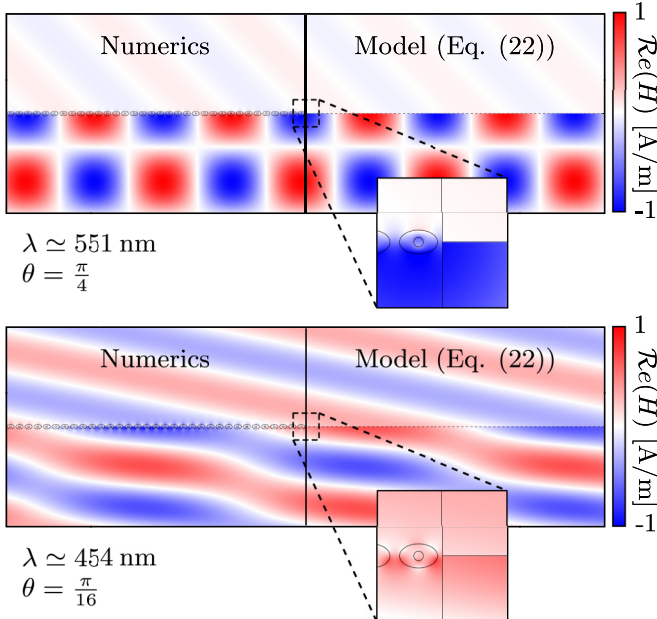 Numerics
Model (Eq. (22))
1
-1
Re(H) [A/m]
λ ≃ 551 nm
θ = π/4
Numerics
Model (Eq. (22))
1
-1
Re(H) [A/m]
λ ≃ 454 nm
θ = π/16